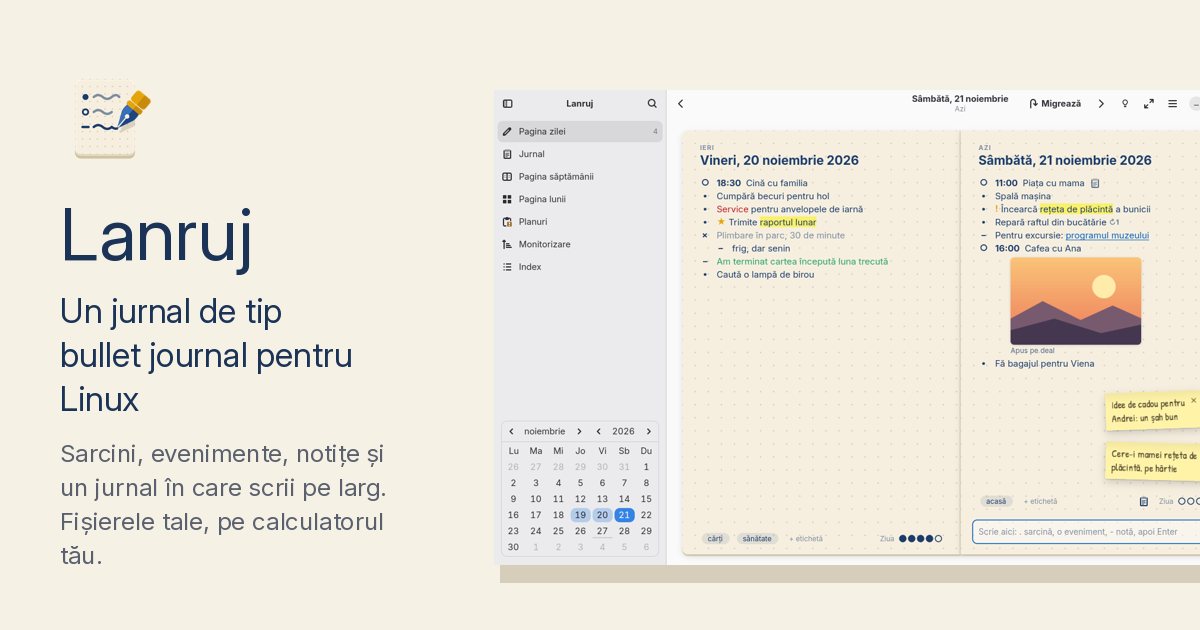 Lanruj
Un jurnal de tip
bullet journal pentru
Linux
Sarcini, evenimente, notițe și
un jurnal în care scrii pe larg.
Fișierele tale, pe calculatorul
tău.
Lanruj
Pagina zilei 4
Jurnal
Pagina săptămânii
Pagina lunii
Planuri
Monitorizare
Index
noiembrie 2026
Lu Ma Mi Jo Vi Sb Du
26 27 28 29 30 31 1
2 3 4 5 6 7 8
9 10 11 12 13 14 15
16 17 18 19 20 21 22
23 24 25 26 27 28 29
30 1 2 3 4 5 6
Sâmbătă, 21 noiembrie
Azi
Migrează
IERI
Vineri, 20 noiembrie 2026
18:30 Cină cu familia
• Cumpără becuri pentru hol
• Service pentru anvelopele de iarnă
• ★ Trimite raportul lunar
× Plimbare în parc, 30 de minute
– frig, dar senin
– Am terminat cartea începută luna trecută
• Caută o lampă de birou
cărți sănătate + etichetă Ziua
AZI
Sâmbătă, 21 noiembrie 2026
11:00 Piața cu mama
• Spală mașina
• ! Încearcă rețeta de plăcintă a bunicii
• Repară raftul din bucătărie ↻1
– Pentru excursie: programul muzeului
16:00 Cafea cu Ana
Apus pe deal
• Fă bagajul pentru Viena
Idee de cadou pentru ×
Andrei: un șah bun
Cere-i mamei rețeta de
plăcintă, pe hârtie
acasă + etichetă Ziua
Scrie aici: . sarcină, o eveniment, - notă, apoi Enter